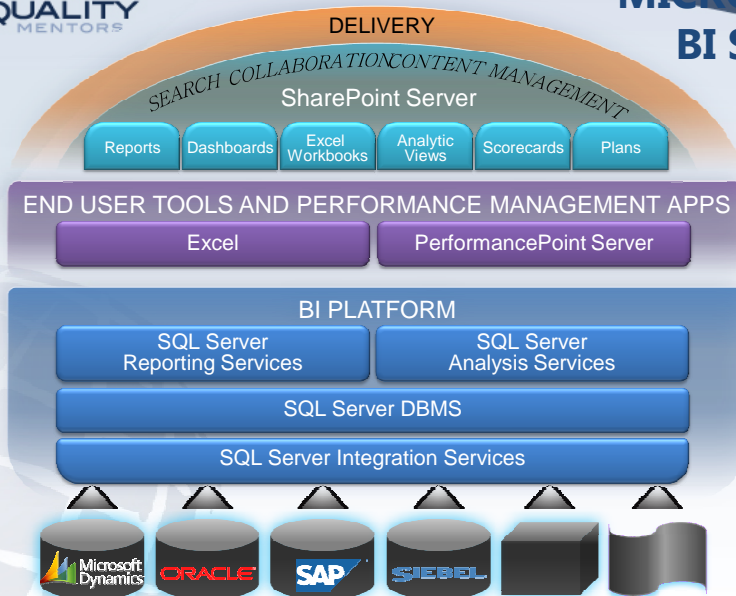 QUALITY
MENTORS
BI
DELIVERY
SEARCH COLLABORATION CONTENT MANAGEMENT
SharePoint Server
Reports
Dashboards
Excel
Workbooks
Analytic
Views
Scorecards
Plans
END USER TOOLS AND PERFORMANCE MANAGEMENT APPS
Excel
PerformancePoint Server
BI PLATFORM
SQL Server
Reporting Services
SQL Server
Analysis Services
SQL Server DBMS
SQL Server Integration Services
Microsoft
Dynamics
ORACLE
SAP
SIEBEL